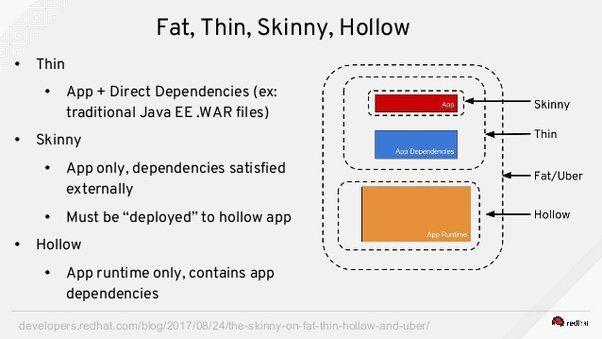 Fat, Thin, Skinny, Hollow
• Thin
• App + Direct Dependencies (ex:
traditional Java EE .WAR files)
• Skinny
• App only, dependencies satisfied
externally
• Must be “deployed” to hollow app
• Hollow
• App runtime only, contains app
dependencies
App
App Dependencies
App Runtime
Skinny
Thin
Fat/Uber
Hollow
developers.redhat.com/blog/2017/08/24/the-skinny-on-fat-thin-hollow-and-uber/
redhat